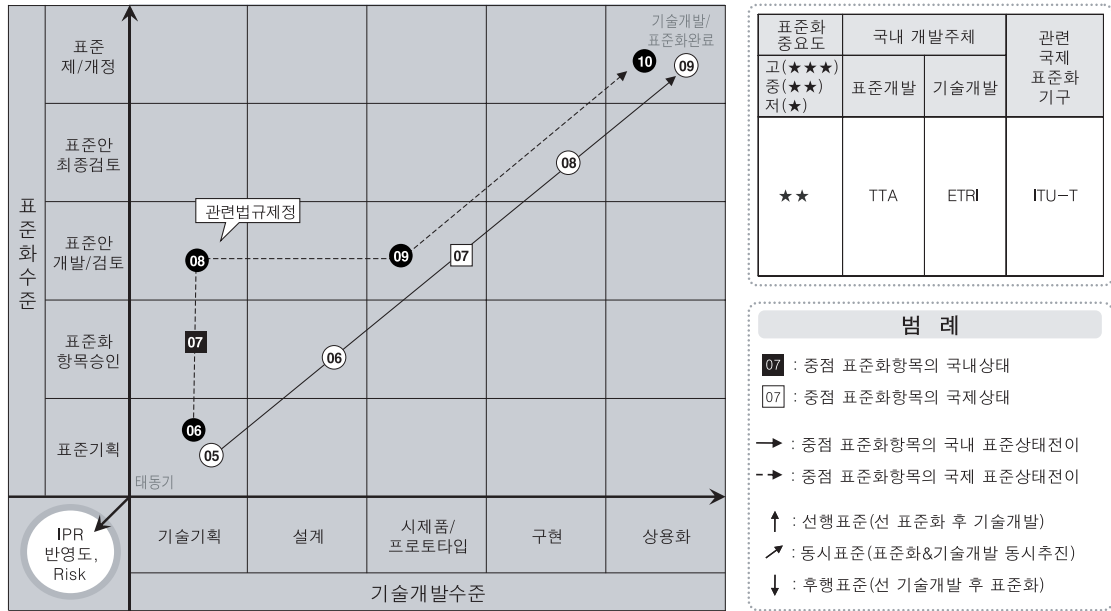 표준화수준
표준
제/개정
표준안
최종검토
표준안
개발/검토
표준화
항목승인
표준기획
기술개발/
표준화완료
10
09
08
관련법규제정
08
09
07
07
06
06
05
태동기
IPR
반영도,
Risk
기술기획
설계
시제품/
프로토타입
구현
상용화
기술개발수준
표준화
중요도
국내 개발주체
관련
국제
표준화
기구
고(★★★)
중(★★)
저(★)
표준개발
기술개발
★★
TTA
ETRI
ITU-T
범 례
07 : 중점 표준화항목의 국내상태
07 : 중점 표준화항목의 국제상태
→ : 중점 표준화항목의 국내 표준상태전이
⇢ : 중점 표준화항목의 국제 표준상태전이
↑ : 선행표준(선 표준화 후 기술개발)
↗ : 동시표준(표준화&기술개발 동시추진)
↓ : 후행표준(선 기술개발 후 표준화)